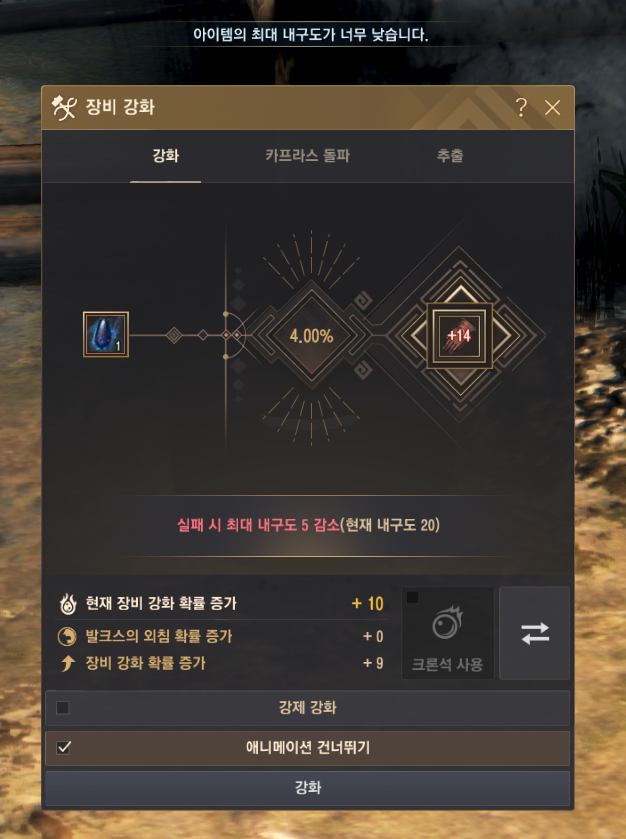 아이템의 최대 내구도가 너무 낮습니다.
장비 강화
?
강화
카프라스 돌파
추출
1
4.00%
+14
실패 시 최대 내구도 5 감소(현재 내구도 20)
현재 장비 강화 확률 증가 + 10
발크스의 외침 확률 증가 + 0
장비 강화 확률 증가 + 9
크론석 사용
강제 강화
애니메이션 건너뛰기
강화